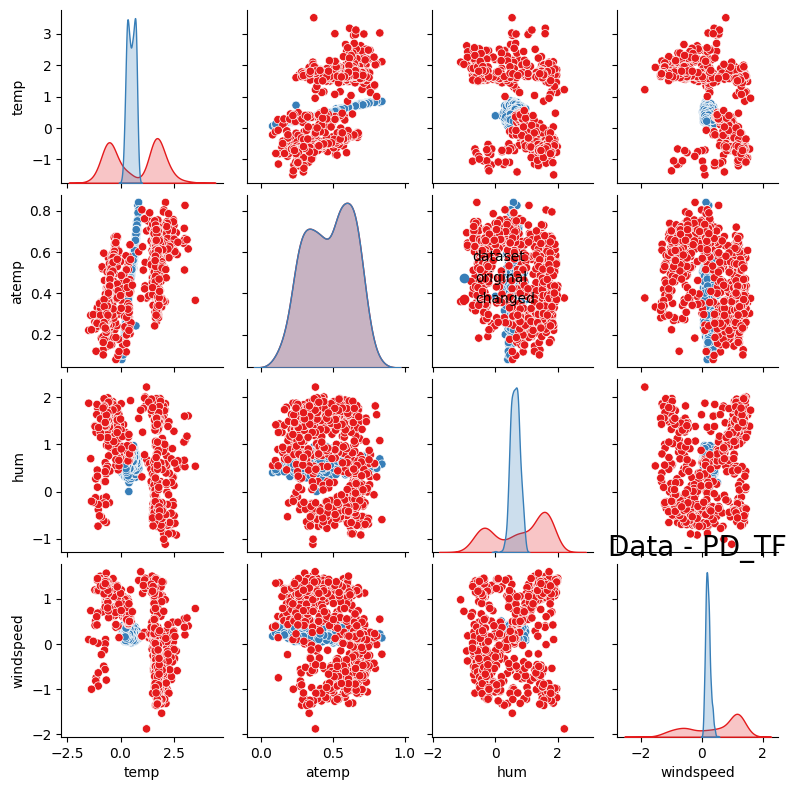 3
2
1
0
−1
temp
0.8
0.6
0.4
0.2
atemp
dataset
original
changed
2
1
0
−1
hum
Data - PD_TF
1
0
−1
−2
windspeed
−2.5 0.0 2.5 0.0 0.5 1.0 −2 0 2 −2 0 2
temp atemp hum windspeed